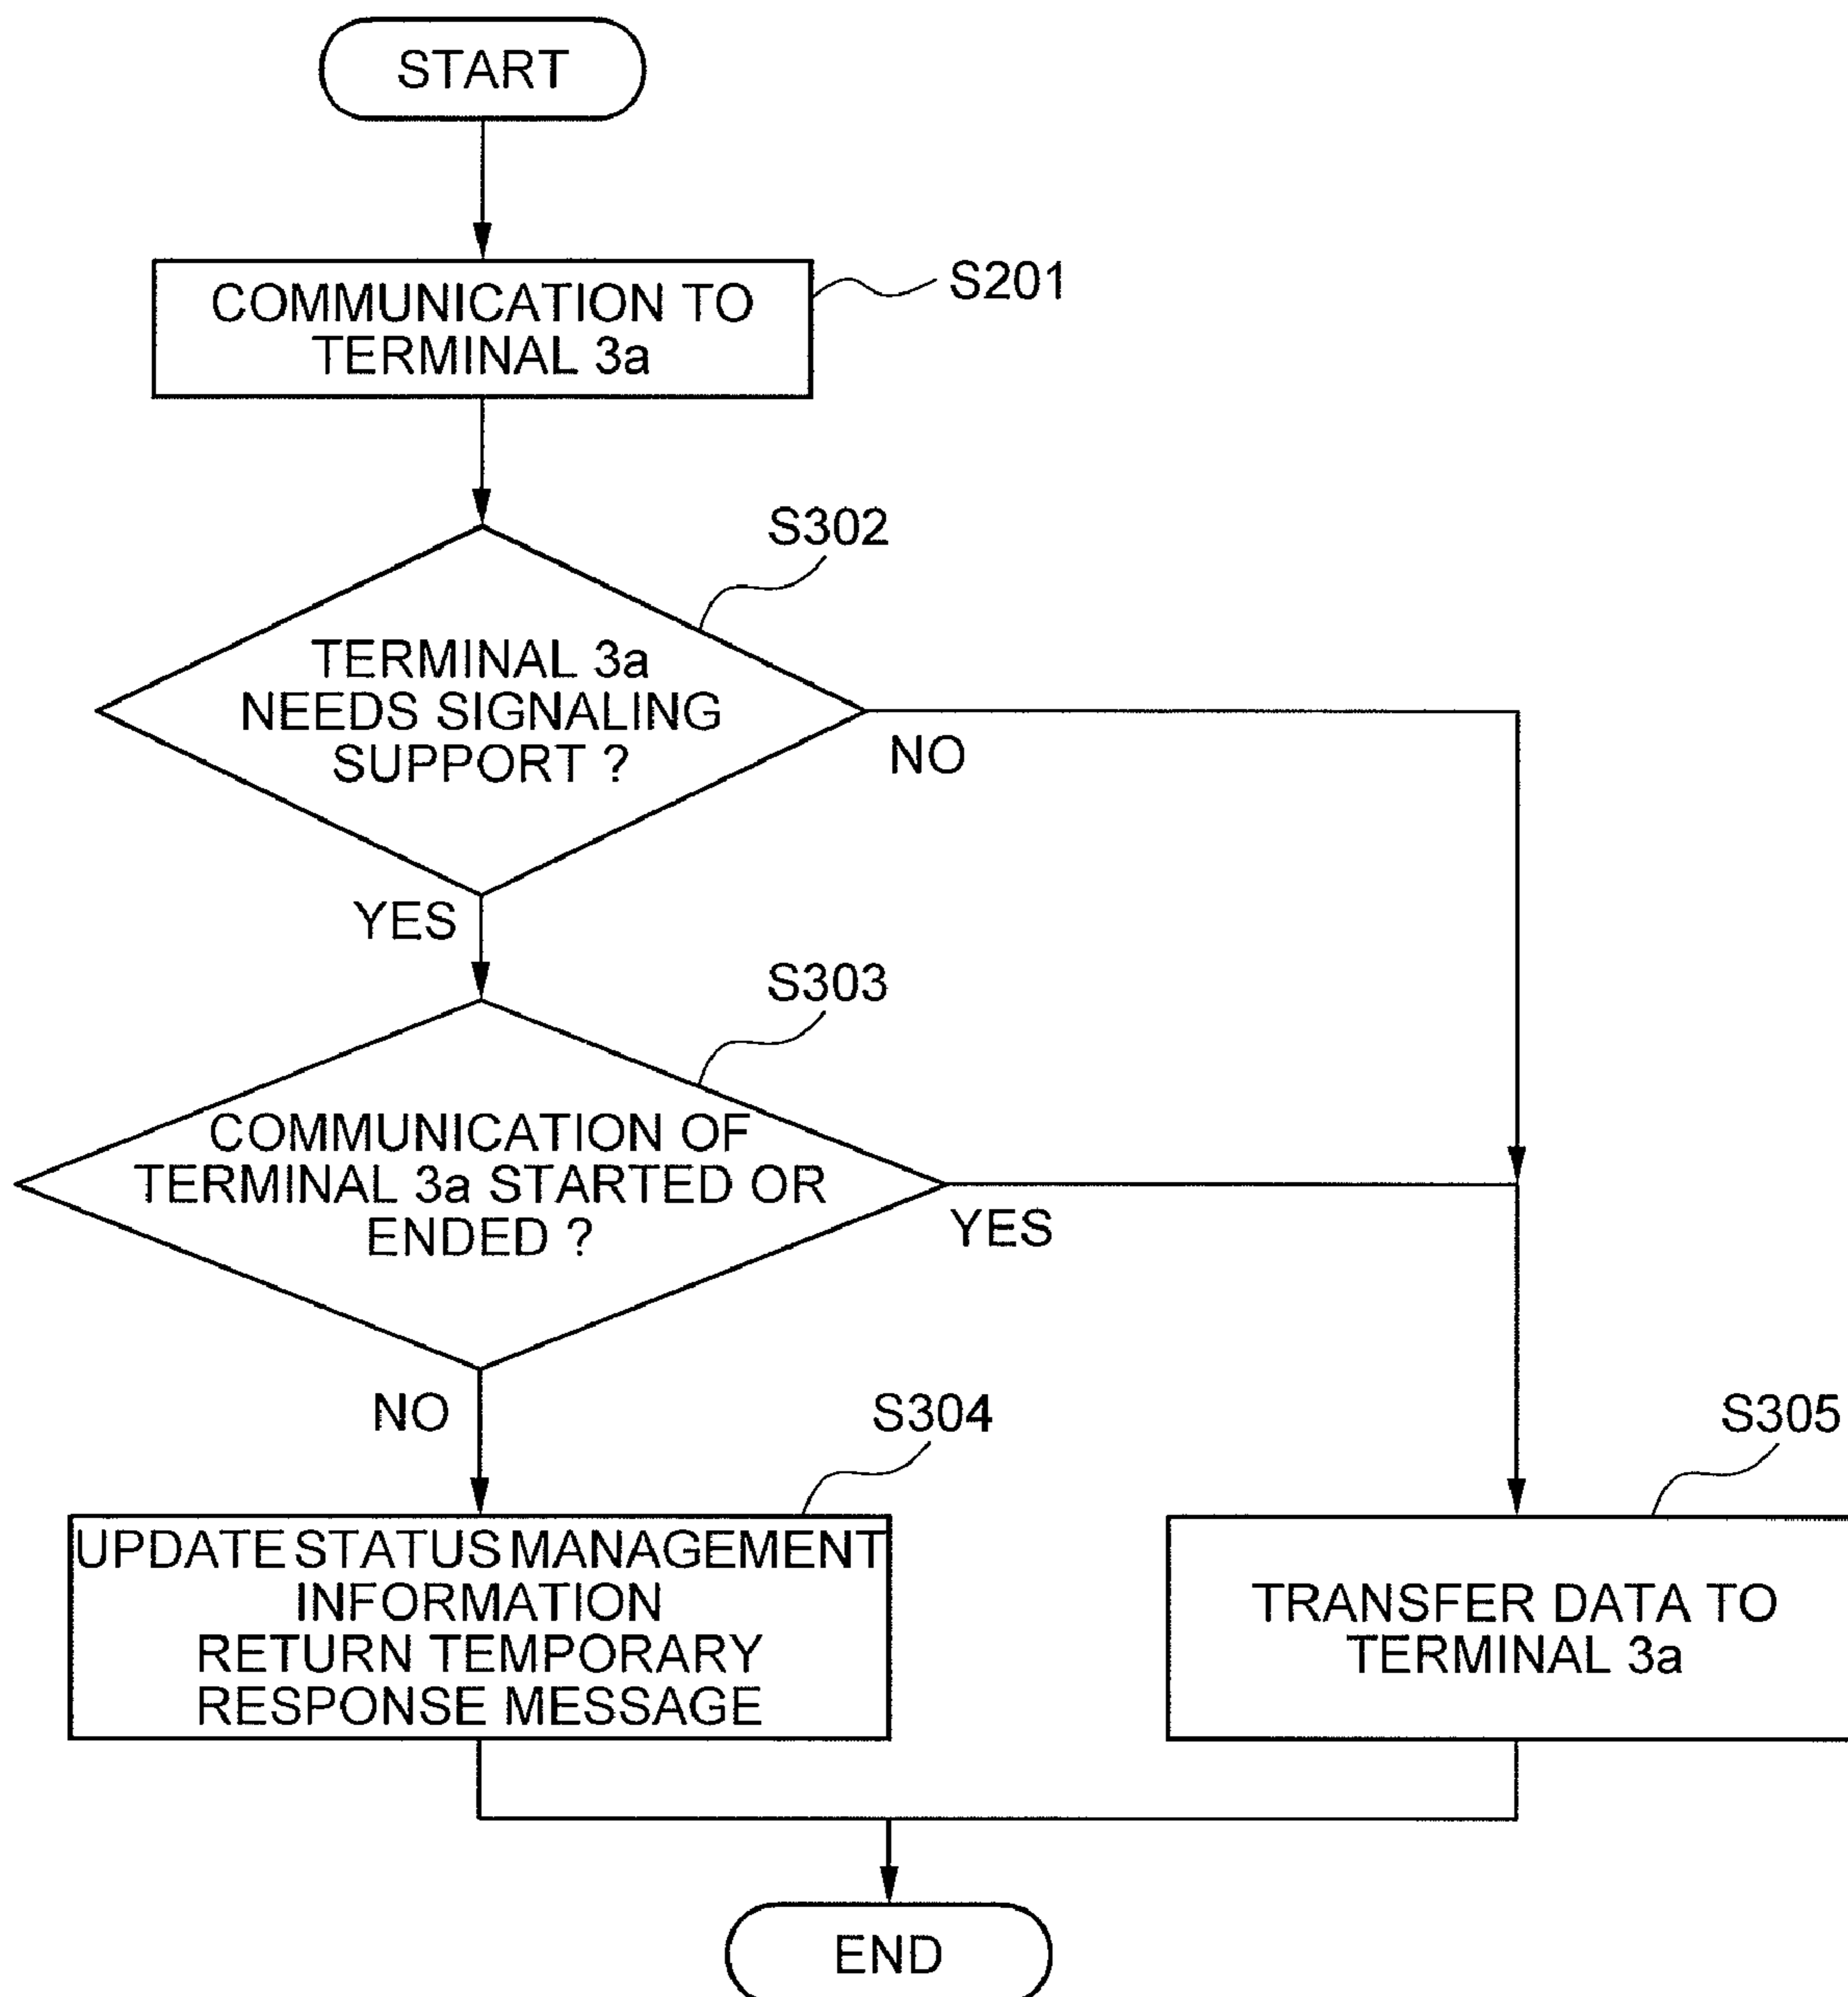 START
COMMUNICATION TO
TERMINAL 3a
S201
S302
TERMINAL 3a
NEEDS SIGNALING
SUPPORT ?
NO
YES
S303
COMMUNICATION OF
TERMINAL 3a STARTED OR
ENDED ?
YES
NO
S304
S305
UPDATE STATUS MANAGEMENT
INFORMATION
RETURN TEMPORARY
RESPONSE MESSAGE
TRANSFER DATA TO
TERMINAL 3a
END